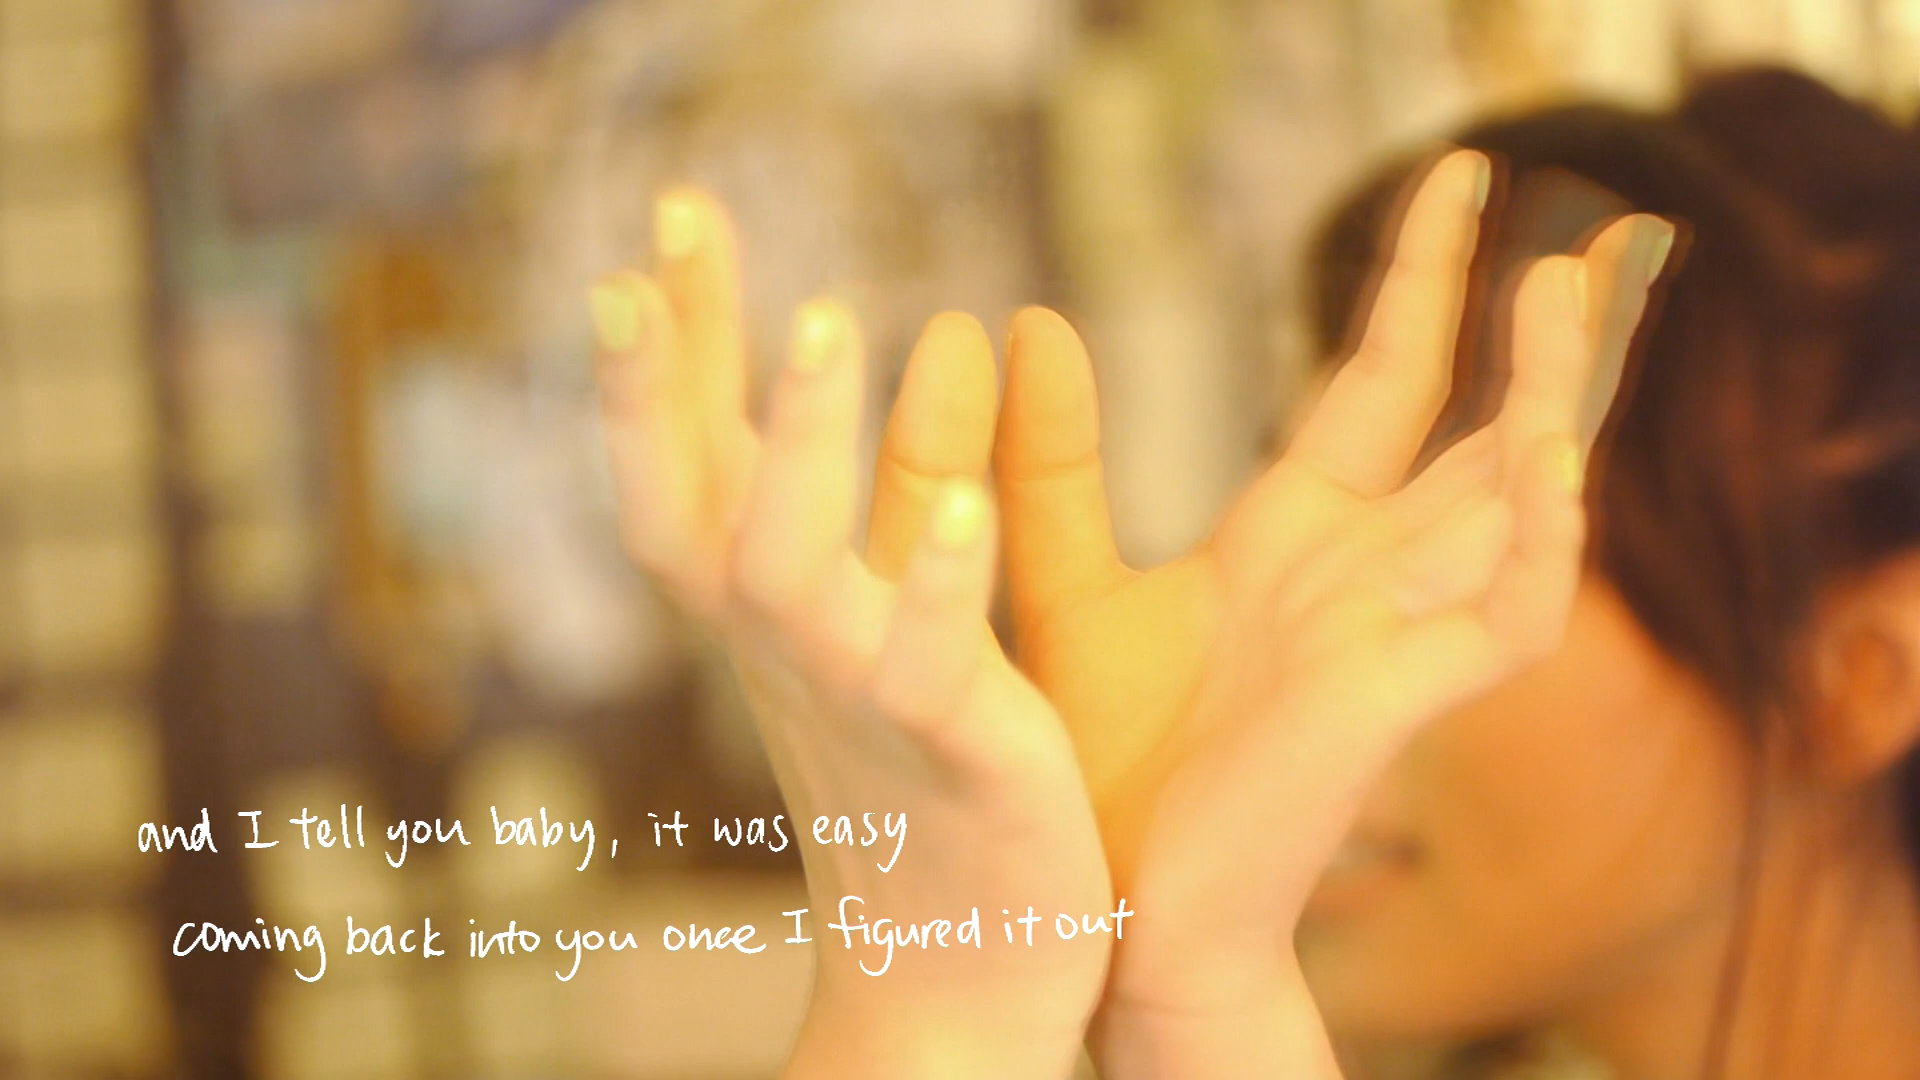 and I tell you baby, it was easy
coming back into you once I figured it out